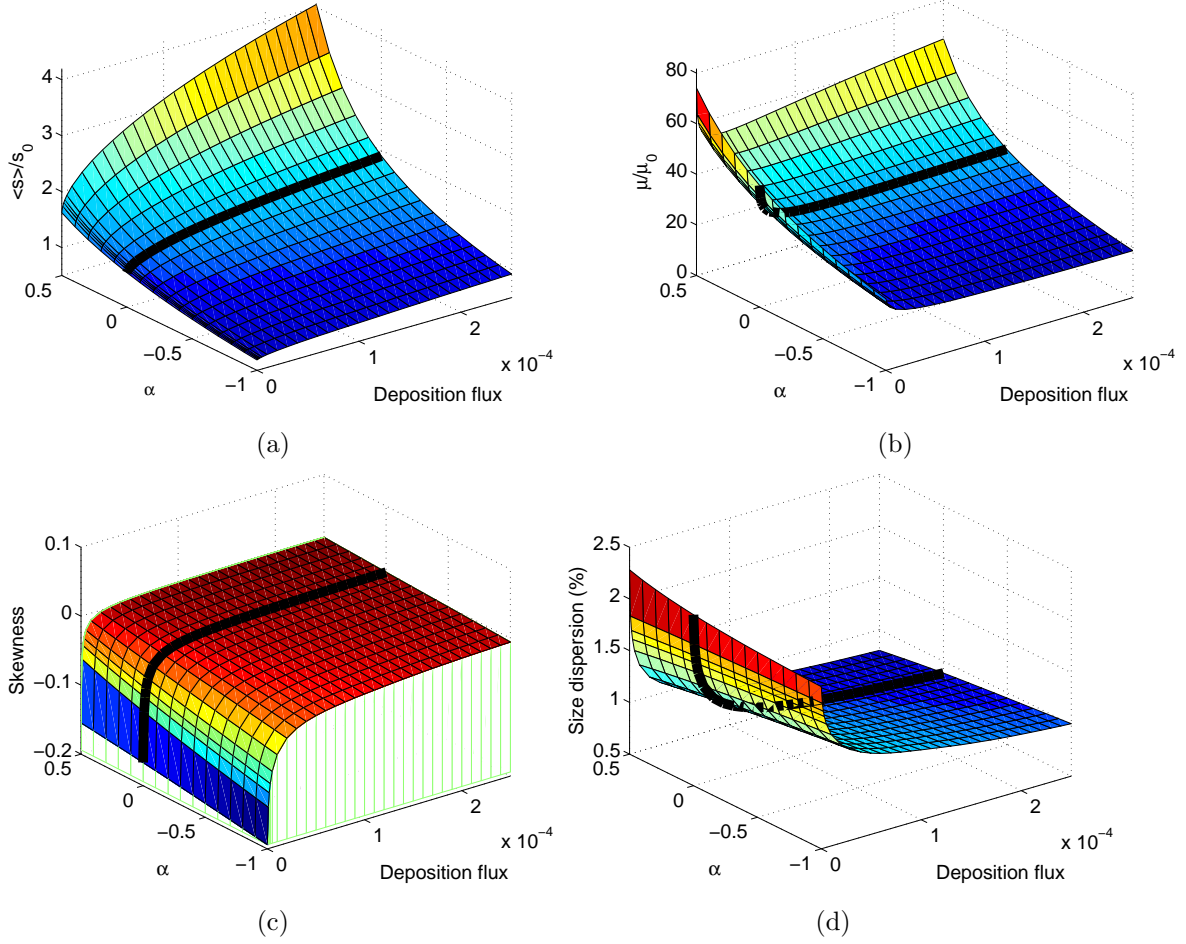 4
3
2
1
<s>/s0
0.5
0
−0.5
−1
α
0
1
2
x 10−4
Deposition flux
(a)
80
60
40
20
0
μ/μ0
0.5
0
−0.5
−1
α
0
1
2
x 10−4
Deposition flux
(b)
0.1
0
−0.1
−0.2
Skewness
0.5
0
−0.5
−1
α
0
1
2
x 10−4
Deposition flux
(c)
2.5
2
1.5
1
0.5
Size dispersion (%)
0.5
0
−0.5
−1
α
0
1
2
x 10−4
Deposition flux
(d)